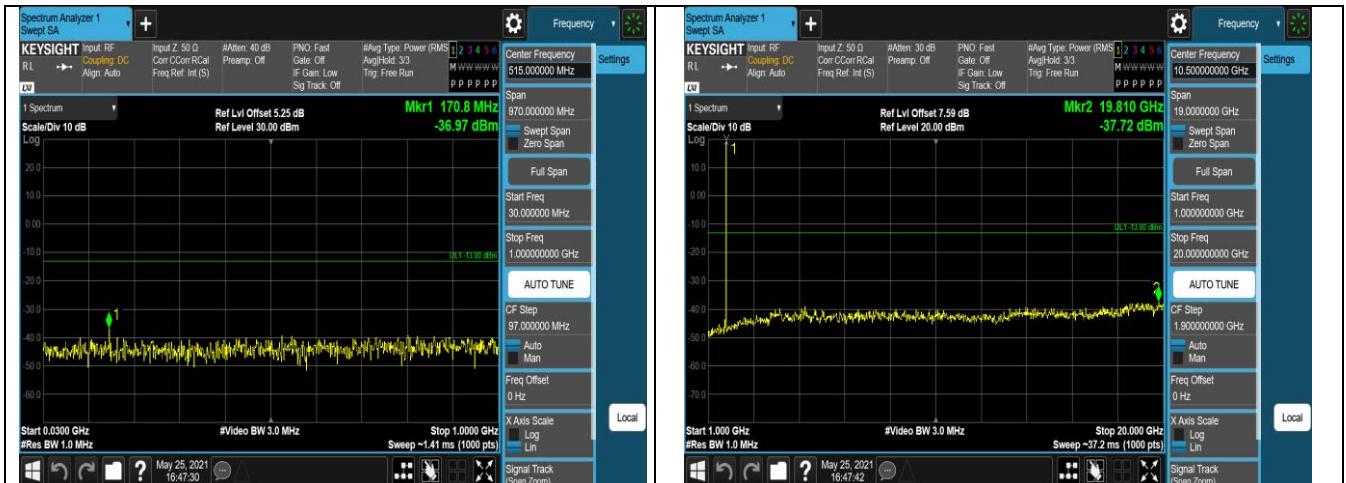 Spectrum Analyzer 1
Swept SA
+
Frequency
KEYSIGHT
RL
Input: RF
Coupling: DC
Align: Auto
Input Z: 50 Ω
Corr CCorr RCal
Freq Ref: Int (S)
#Atten: 40 dB
Preamp: Off
PNO: Fast
Gate: Off
IF Gain: Low
Sig Track: Off
#Avg Type: Power (RMS
Avg|Hold: 3/3
Trig: Free Run
1 2 3 4 5 6
M W W W W W
P P P P P P
Center Frequency
515.000000 MHz
Settings
1 Spectrum
Scale/Div 10 dB
Log
Ref Lvl Offset 5.25 dB
Ref Level 30.00 dBm
Mkr1 170.8 MHz
-36.97 dBm
Span
970.000000 MHz
Swept Span
Zero Span
Full Span
Start Freq
30.000000 MHz
Stop Freq
1.000000000 GHz
AUTO TUNE
CF Step
97.000000 MHz
Auto
Man
Freq Offset
0 Hz
X Axis Scale
Log
Lin
Signal Track
(Span Zoom)
Local
20.0
10.0
0.00
-10.0
-20.0
-30.0
-40.0
-50.0
-60.0
DL1 -13.00 dBm
1
Start 0.0300 GHz
#Res BW 1.0 MHz
#Video BW 3.0 MHz
Stop 1.0000 GHz
Sweep ~1.41 ms (1000 pts)
?
May 25, 2021
16:47:30
Spectrum Analyzer 1
Swept SA
+
Frequency
KEYSIGHT
RL
Input: RF
Coupling: DC
Align: Auto
Input Z: 50 Ω
Corr CCorr RCal
Freq Ref: Int (S)
#Atten: 30 dB
Preamp: Off
PNO: Fast
Gate: Off
IF Gain: Low
Sig Track: Off
#Avg Type: Power (RMS
Avg|Hold: 3/3
Trig: Free Run
1 2 3 4 5 6
M W W W W W
P P P P P P
Center Frequency
10.500000000 GHz
Settings
1 Spectrum
Scale/Div 10 dB
Log
Ref Lvl Offset 7.59 dB
Ref Level 20.00 dBm
Mkr2 19.810 GHz
-37.72 dBm
Span
19.0000000 GHz
Swept Span
Zero Span
Full Span
Start Freq
1.000000000 GHz
Stop Freq
20.000000000 GHz
AUTO TUNE
CF Step
1.900000000 GHz
Auto
Man
Freq Offset
0 Hz
X Axis Scale
Log
Lin
Signal Track
(Span Zoom)
Local
10.0
0.00
-10.0
-20.0
-30.0
-40.0
-50.0
-60.0
-70.0
DL1 -13.00 dBm
1
2
Start 1.000 GHz
#Res BW 1.0 MHz
#Video BW 3.0 MHz
Stop 20.000 GHz
Sweep ~37.2 ms (1000 pts)
?
May 25, 2021
16:47:42